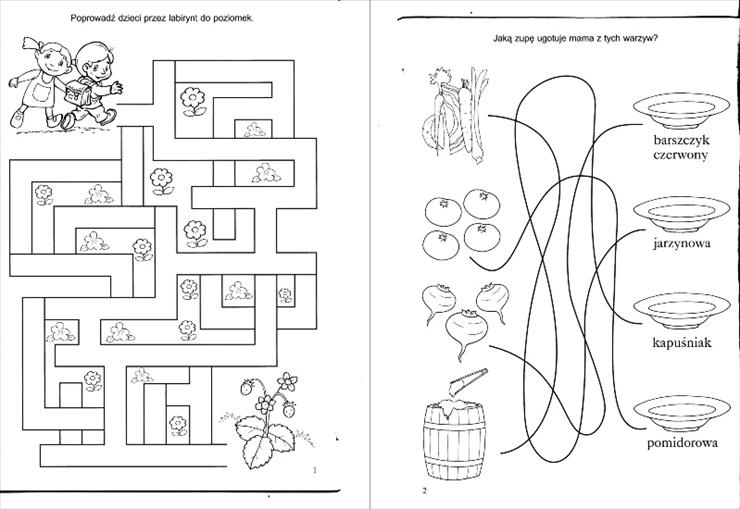 Poprowadź dzieci przez labirynt do poziomek.
1
Jaką zupę ugotuje mama z tych warzyw?
barszczyk
czerwony
jarzynowa
kapuśniak
pomidorowa
2